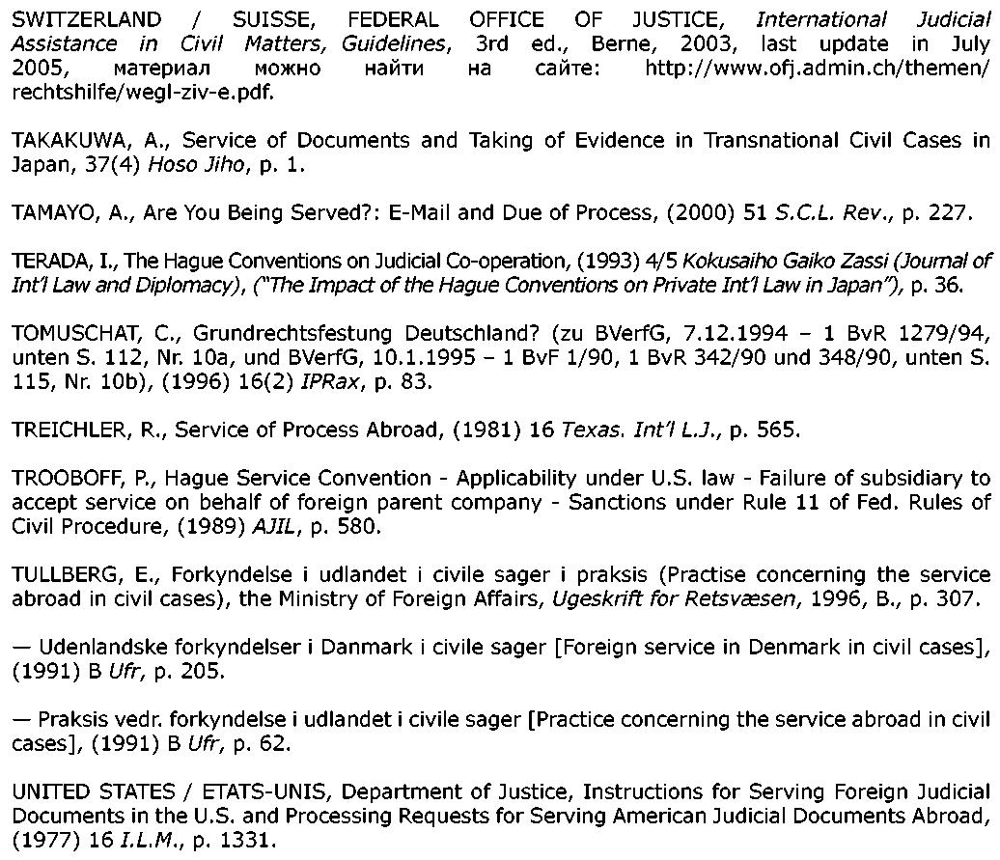 SWITZERLAND / SUISSE, FEDERAL OFFICE OF JUSTICE, International Judicial
Assistance in Civil Matters, Guidelines, 3rd ed., Berne, 2003, last update in July
2005, материал можно найти на сайте: http://www.ofj.admin.ch/themen/
rechtshilfe/wegl-ziv-e.pdf.
TAKAKUWA, A., Service of Documents and Taking of Evidence in Transnational Civil Cases in
Japan, 37(4) Hoso Jiho, p. 1.
TAMAYO, A., Are You Being Served?: E-Mail and Due of Process, (2000) 51 S.C.L. Rev., p. 227.
TERADA, I., The Hague Conventions on Judicial Co-operation, (1993) 4/5 Kokusaiho Gaiko Zassi (Journal of
Int'l Law and Diplomacy), ("The Impact of the Hague Conventions on Private Int'l Law in Japan"), p. 36.
TOMUSCHAT, C., Grundrechtsfestung Deutschland? (zu BVerfG, 7.12.1994 – 1 BvR 1279/94,
unten S. 112, Nr. 10a, und BVerfG, 10.1.1995 – 1 BvF 1/90, 1 BvR 342/90 und 348/90, unten S.
115, Nr. 10b), (1996) 16(2) IPRax, p. 83.
TREICHLER, R., Service of Process Abroad, (1981) 16 Texas. Int'l L.J., p. 565.
TROOBOFF, P., Hague Service Convention - Applicability under U.S. law - Failure of subsidiary to
accept service on behalf of foreign parent company - Sanctions under Rule 11 of Fed. Rules of
Civil Procedure, (1989) AJIL, p. 580.
TULLBERG, E., Forkyndelse i udlandet i civile sager i praksis (Practise concerning the service
abroad in civil cases), the Ministry of Foreign Affairs, Ugeskrift for Retsvæsen, 1996, B., p. 307.
— Udenlandske forkyndelser i Danmark i civile sager [Foreign service in Denmark in civil cases],
(1991) B Ufr, p. 205.
— Praksis vedr. forkyndelse i udlandet i civile sager [Practice concerning the service abroad in civil
cases], (1991) B Ufr, p. 62.
UNITED STATES / ETATS-UNIS, Department of Justice, Instructions for Serving Foreign Judicial
Documents in the U.S. and Processing Requests for Serving American Judicial Documents Abroad,
(1977) 16 I.L.M., p. 1331.